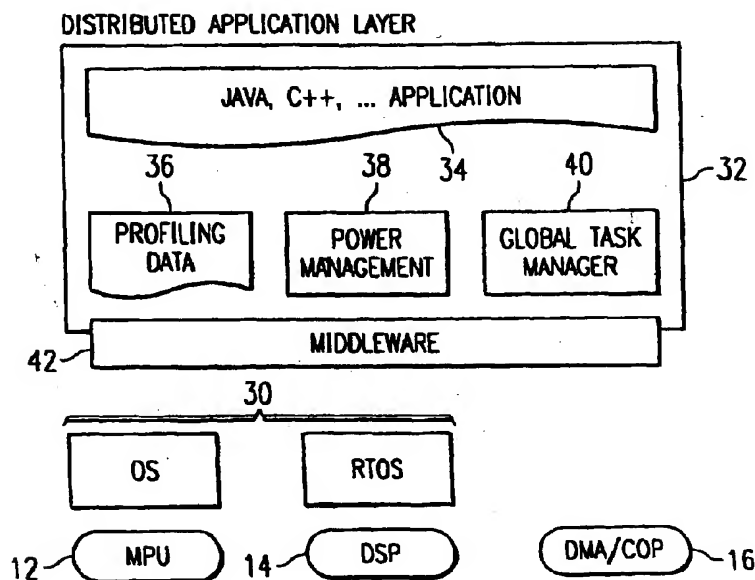 DISTRIBUTED APPLICATION LAYER
JAVA, C++, ... APPLICATION
36 38 34 40 32
PROFILING DATA
POWER MANAGEMENT
GLOBAL TASK MANAGER
42 MIDDLEWARE
30
OS RTOS
12 MPU 14 DSP DMA/COP 16